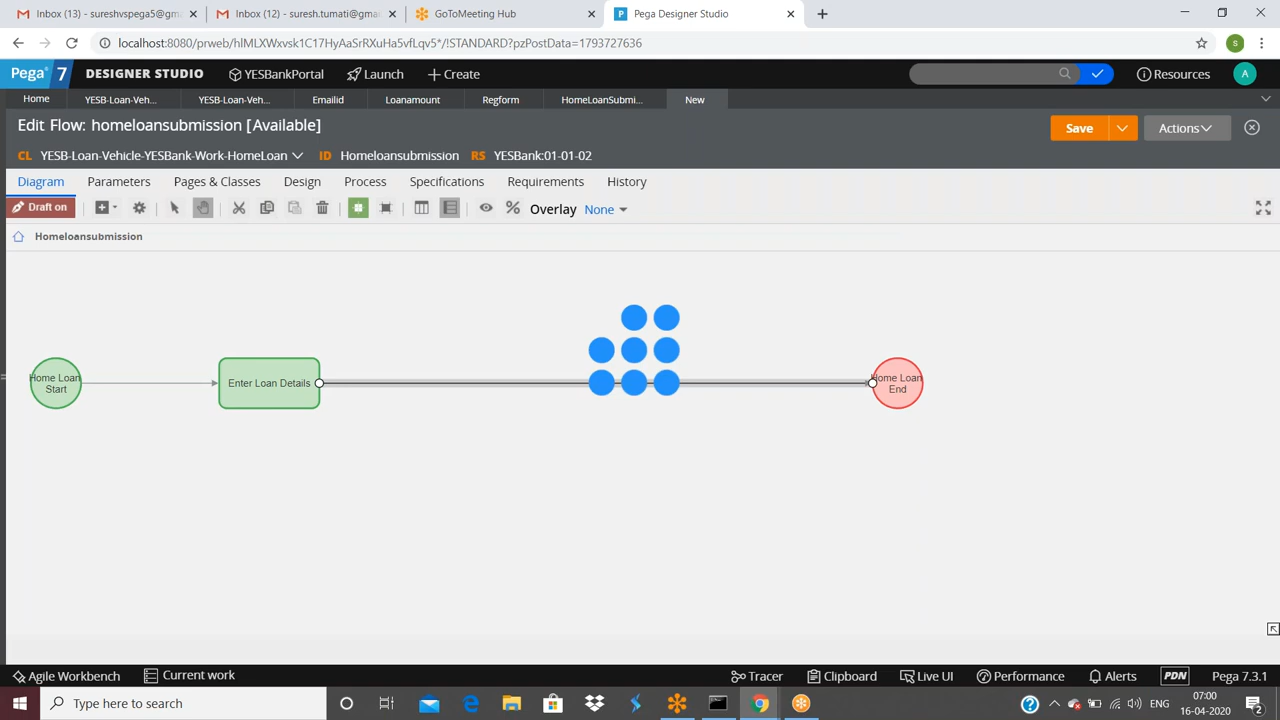 Inbox (13) - sureshvspega5@gm
Inbox (12) - suresh.tumati@gma
GoToMeeting Hub
Pega Designer Studio
localhost:8080/prweb/hlMLXWxvsk1C17HyAaSrRXuHa5vfLqv5*/!STANDARD?pzPostData=1793727636
S
Pega 7 DESIGNER STUDIO YESBankPortal Launch Create Resources A
Home YESB-Loan-Veh... YESB-Loan-Veh... Emailid Loanamount Regform HomeLoanSubmi... New
Edit Flow: homeloansubmission [Available]
Save Actions
CL YESB-Loan-Vehicle-YESBank-Work-HomeLoan ID Homeloansubmission RS YESBank:01-01-02
Diagram Parameters Pages & Classes Design Process Specifications Requirements History
Draft on Overlay None
Homeloansubmission
Home Loan
Start
Enter Loan Details
Home Loan
End
Agile Workbench Current work Tracer Clipboard Live UI Performance Alerts PDN Pega 7.3.1
Type here to search
ENG
07:00
16-04-2020
2